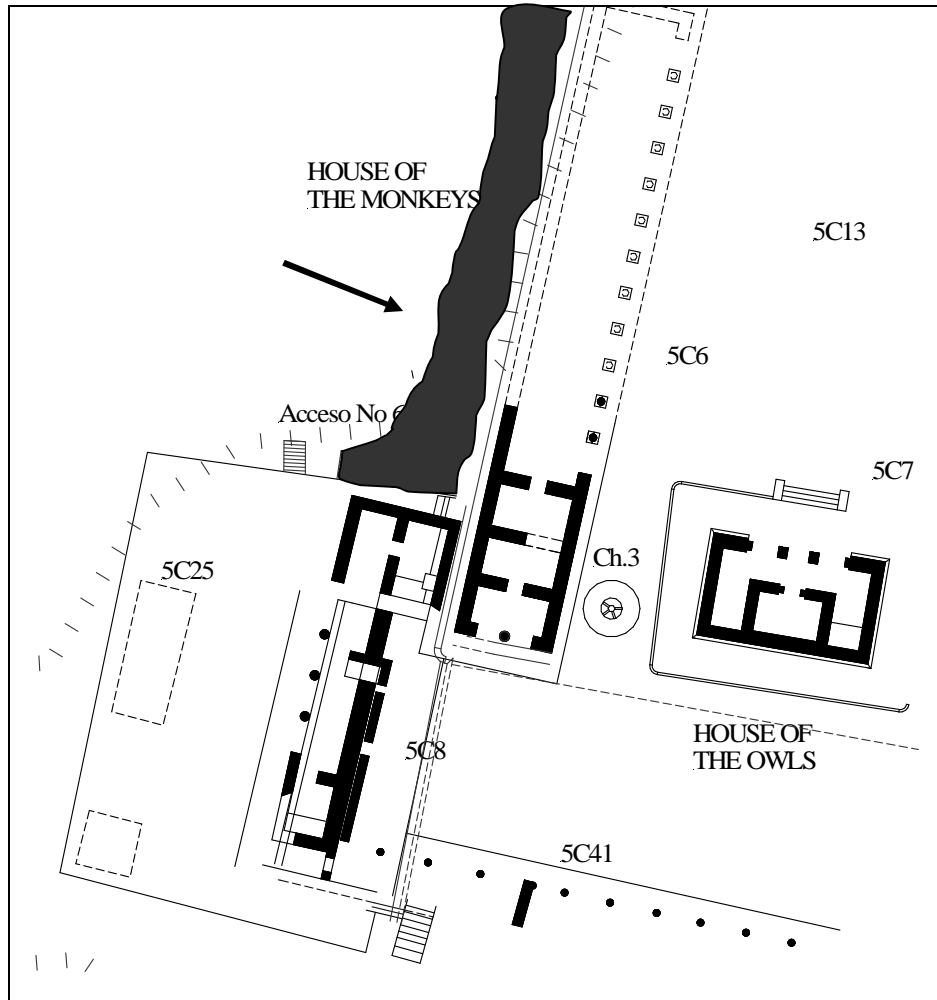 HOUSE OF
THE MONKEYS
5C13
5C6
Acceso No 6
5C7
Ch.3
5C25
HOUSE OF
THE OWLS
5C8
5C41